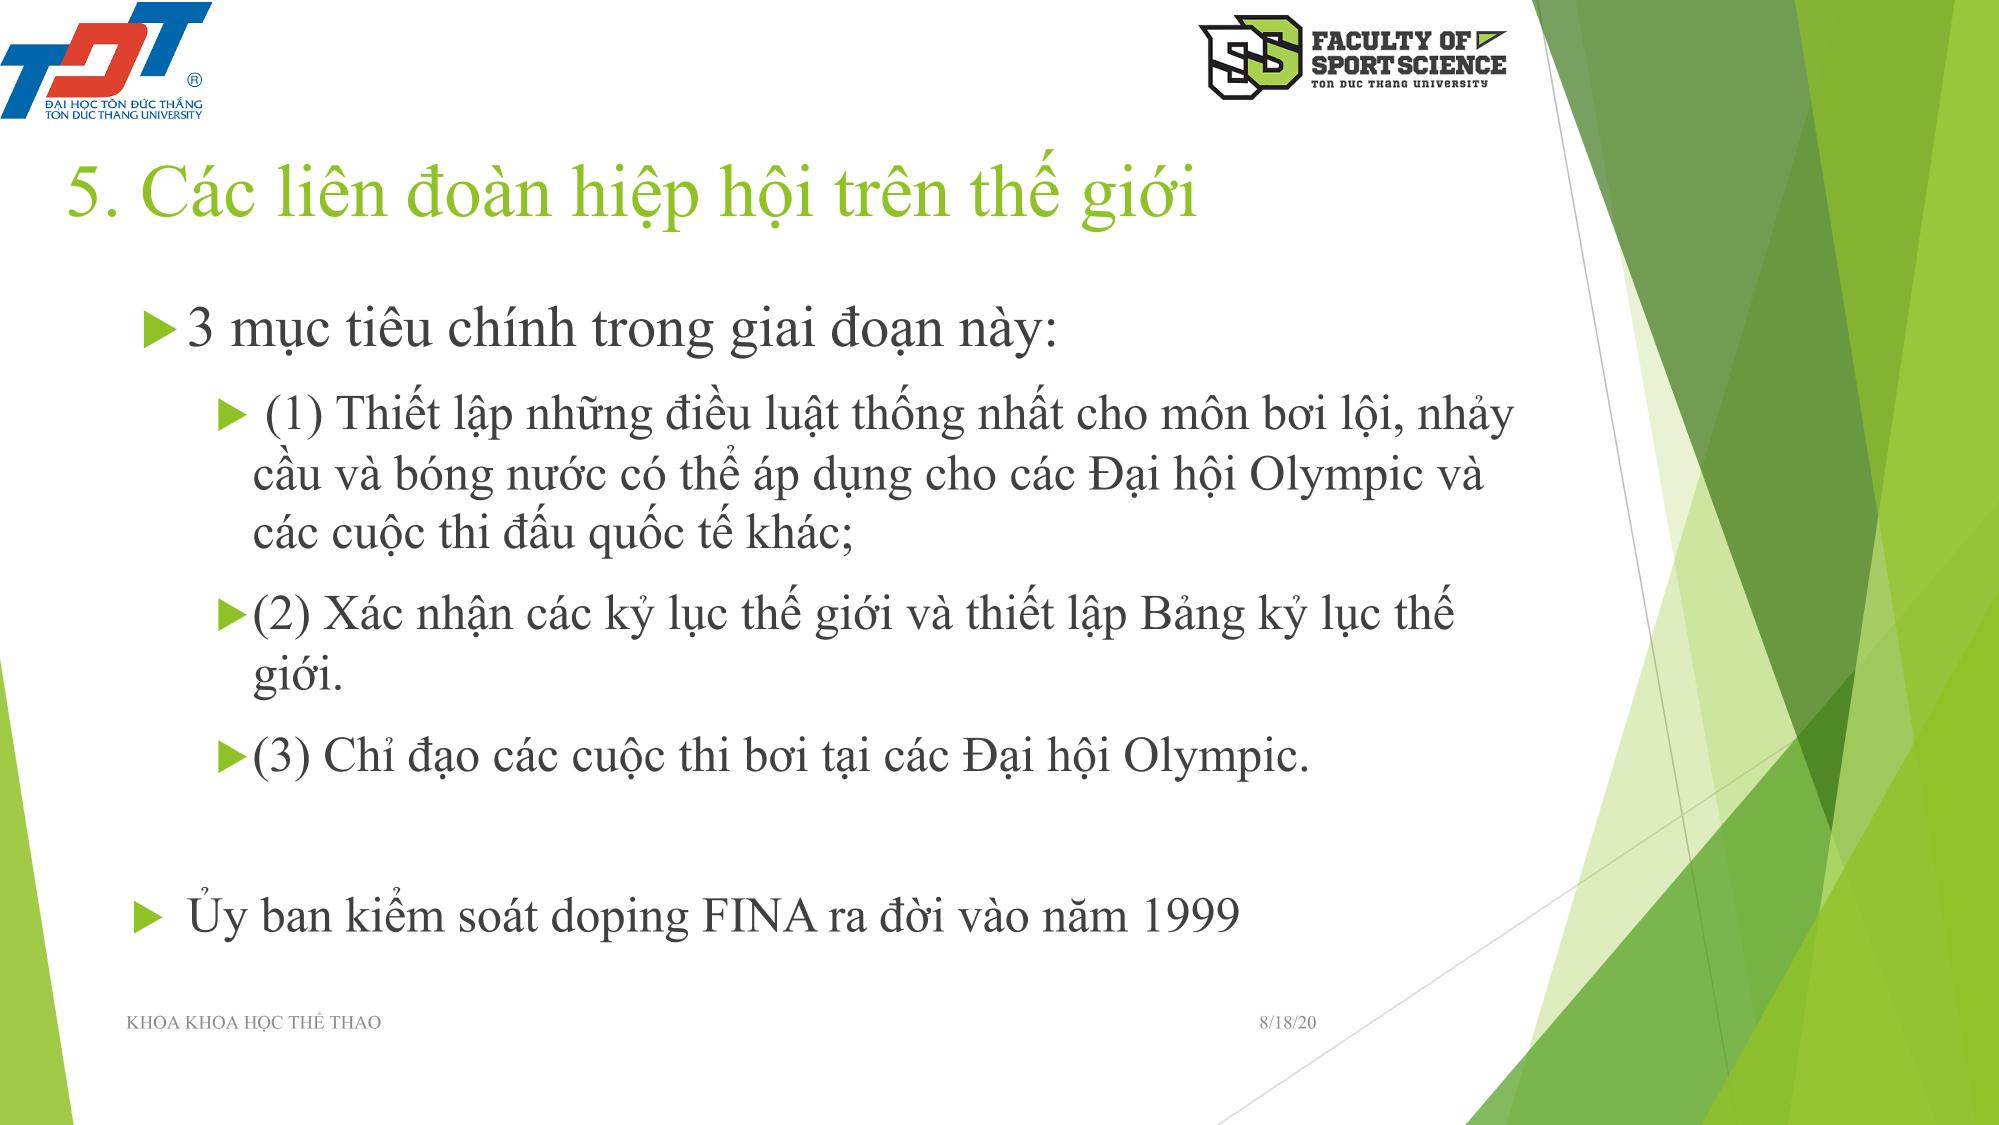 TDT
®
ĐẠI HỌC TÔN ĐỨC THẮNG
TON DUC THANG UNIVERSITY
FACULTY OF
SPORT SCIENCE
TON DUC THANG UNIVERSITY
5. Các liên đoàn hiệp hội trên thế giới
3 mục tiêu chính trong giai đoạn này:
(1) Thiết lập những điều luật thống nhất cho môn bơi lội, nhảy
cầu và bóng nước có thể áp dụng cho các Đại hội Olympic và
các cuộc thi đấu quốc tế khác;
(2) Xác nhận các kỷ lục thế giới và thiết lập Bảng kỷ lục thế
giới.
(3) Chỉ đạo các cuộc thi bơi tại các Đại hội Olympic.
Ủy ban kiểm soát doping FINA ra đời vào năm 1999
KHOA KHOA HỌC THỂ THAO
8/18/20